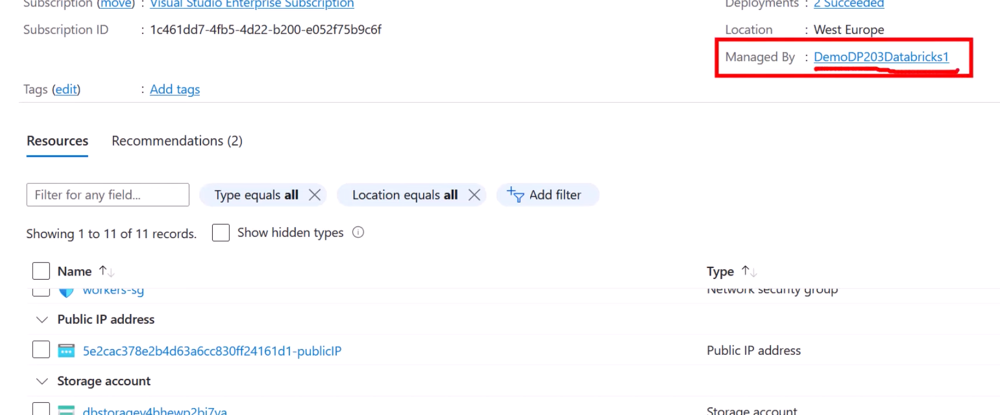 Subscription (move) : Visual Studio Enterprise Subscription
Deployments : 2 Succeeded
Subscription ID : 1c461dd7-4fb5-4d22-b200-e052f75b9c6f
Location : West Europe
Managed By : DemoDP203Databricks1
Tags (edit) : Add tags
Resources Recommendations (2)
Filter for any field... Type equals all Location equals all Add filter
Showing 1 to 11 of 11 records. Show hidden types
Name Type
workers-sg Network security group
Public IP address
5e2cac378e2b4d63a6cc830ff24161d1-publicIP Public IP address
Storage account
dbstoragey4bhewp2bj7ya Storage account